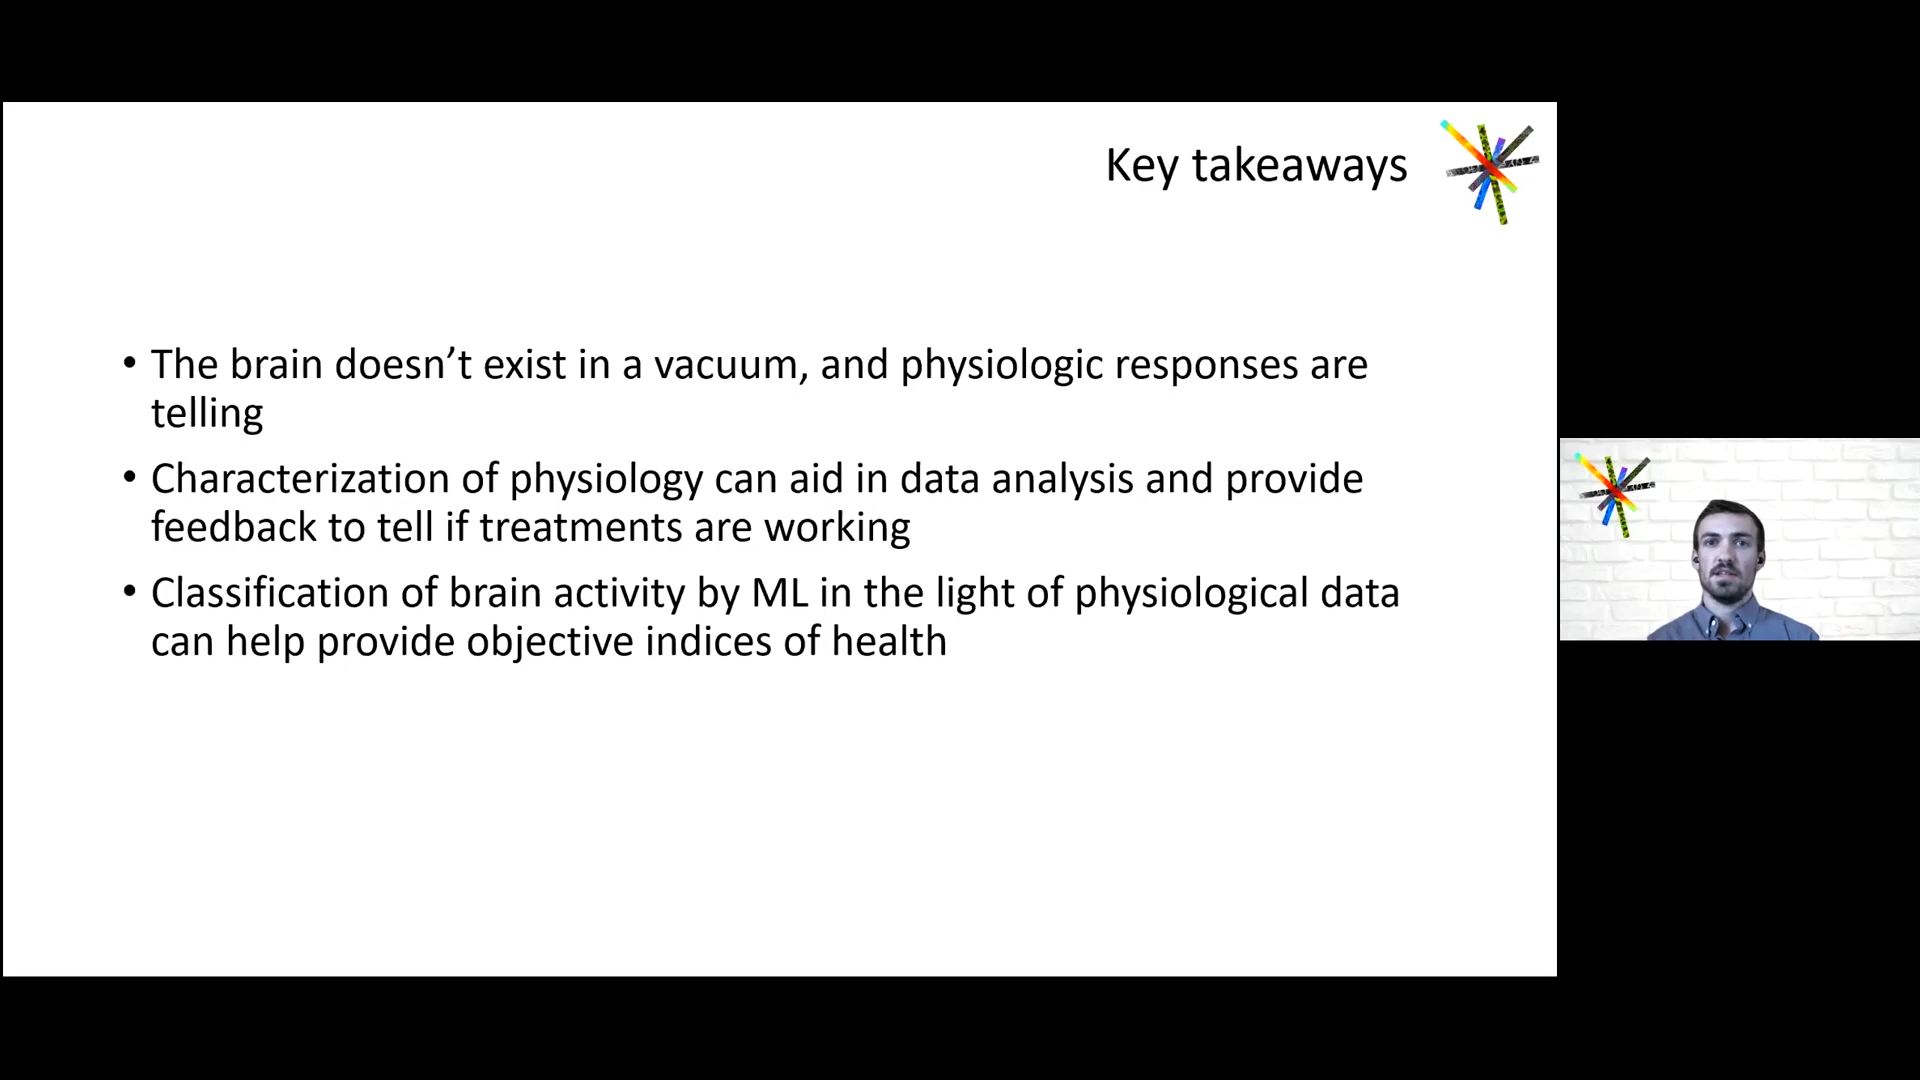 Key takeaways
• The brain doesn’t exist in a vacuum, and physiologic responses are
telling
• Characterization of physiology can aid in data analysis and provide
feedback to tell if treatments are working
• Classification of brain activity by ML in the light of physiological data
can help provide objective indices of health